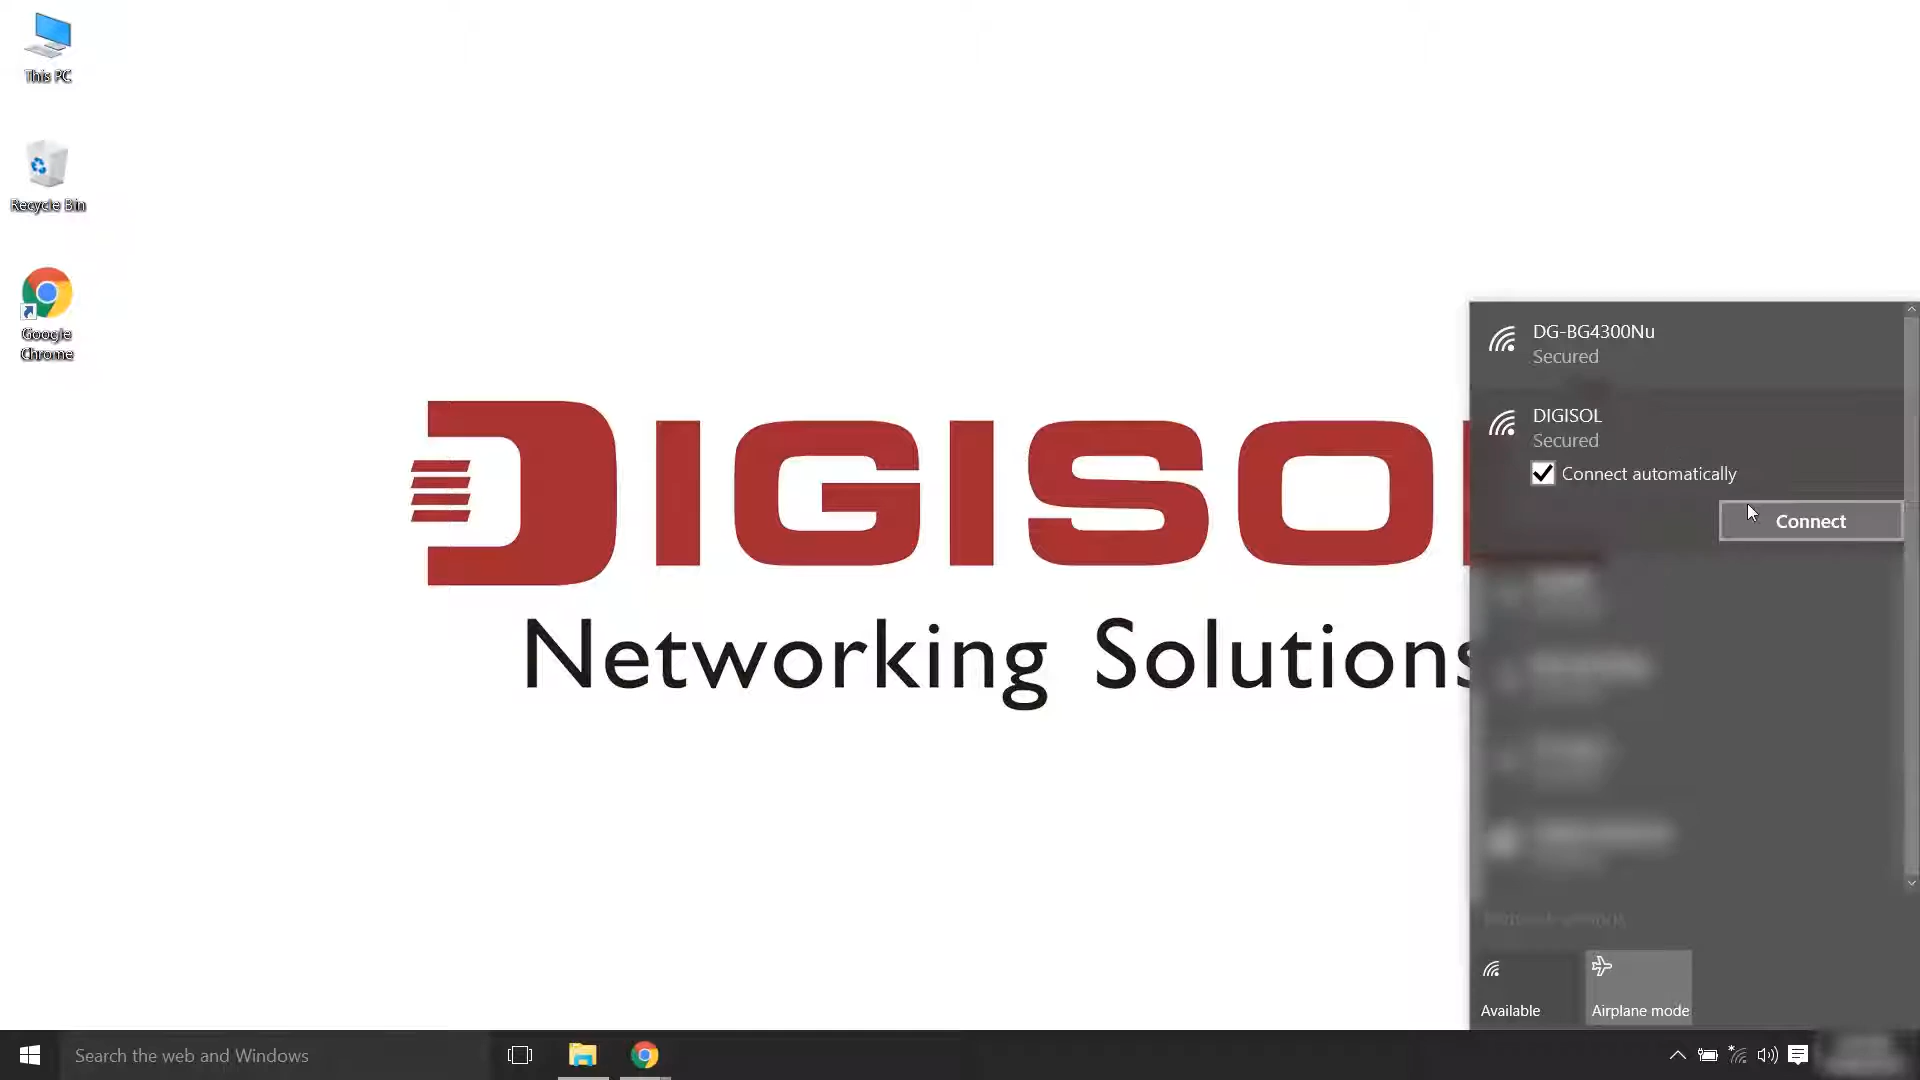 This PC
Recycle Bin
Google
Chrome
DIGISOL
Networking Solutions
DG-BG4300Nu
Secured
DIGISOL
Secured
Connect automatically
Connect
Available
Airplane mode
Search the web and Windows